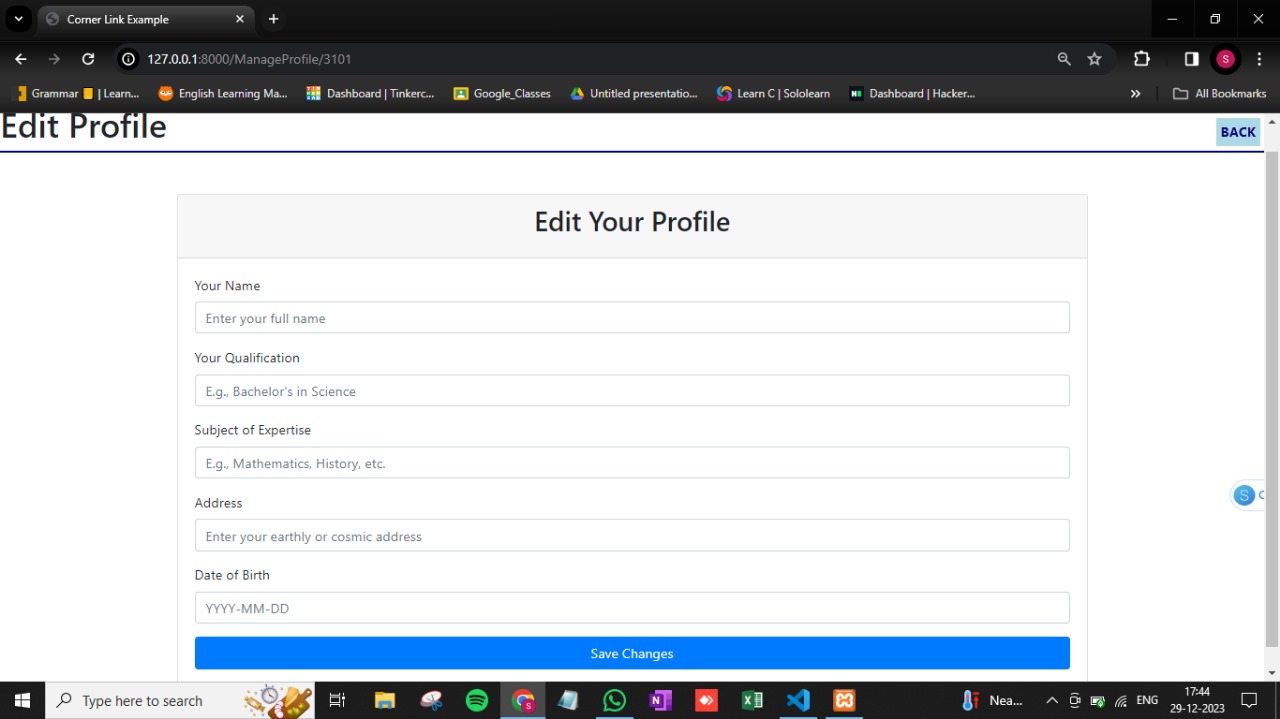 Corner Link Example
127.0.0.1:8000/ManageProfile/3101
S
Grammar | Learn... English Learning Ma... Dashboard | Tinkerc... Google_Classes Untitled presentatio... Learn C | Sololearn Dashboard | Hacker... » All Bookmarks
Edit Profile
BACK
Edit Your Profile
Your Name
Enter your full name
Your Qualification
E.g., Bachelor's in Science
Subject of Expertise
E.g., Mathematics, History, etc.
Address
Enter your earthly or cosmic address
Date of Birth
YYYY-MM-DD
Save Changes
Type here to search
Nea...
ENG
17:44
29-12-2023